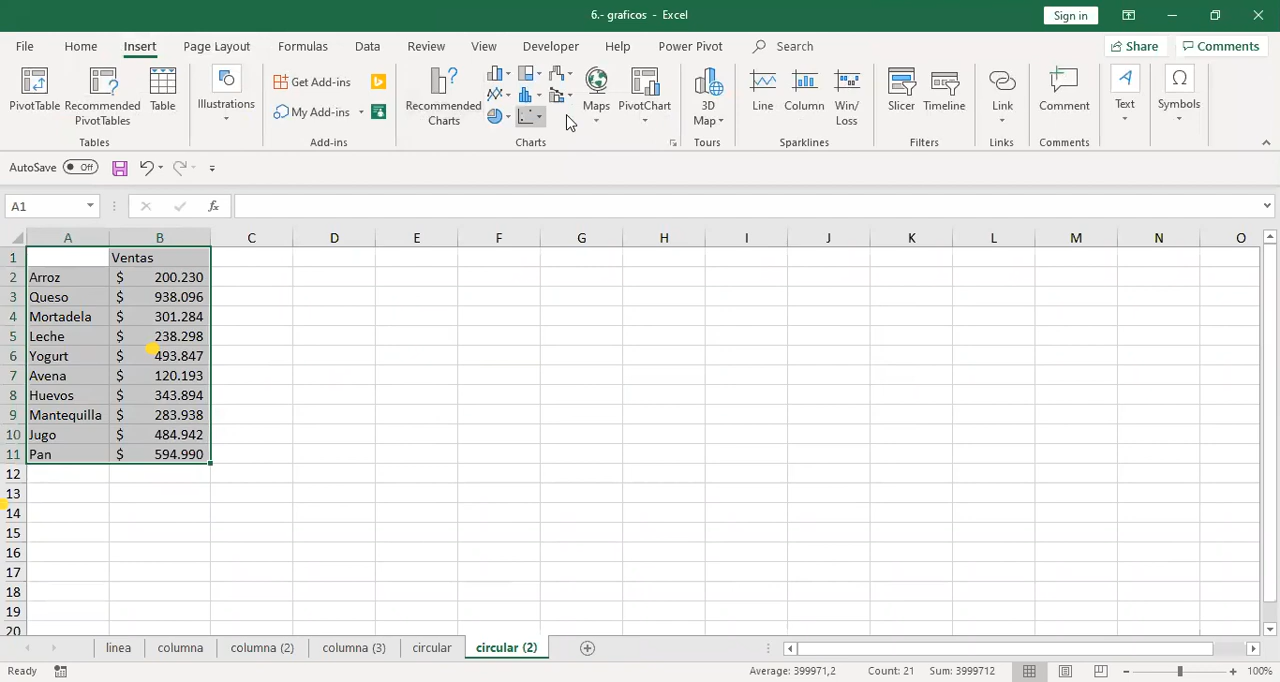 6.- graficos - Excel
Sign in
File Home Insert Page Layout Formulas Data Review View Developer Help Power Pivot Search Share Comments
PivotTable
Recommended PivotTables
Table
Illustrations
Get Add-ins
My Add-ins
Recommended Charts
Maps
PivotChart
3D Map
Line
Column
Win/Loss
Slicer
Timeline
Link
Comment
Text
Symbols
Tables Add-ins Charts Tours Sparklines Filters Links Comments
AutoSave Off
A1 fx
A B C D E F G H I J K L M N O
1 Ventas
2 Arroz $ 200.230
3 Queso $ 938.096
4 Mortadela $ 301.284
5 Leche $ 238.298
6 Yogurt $ 493.847
7 Avena $ 120.193
8 Huevos $ 343.894
9 Mantequilla $ 283.938
10 Jugo $ 484.942
11 Pan $ 594.990
12
13
14
15
16
17
18
19
20
linea columna columna (2) columna (3) circular circular (2)
Ready Average: 399971,2 Count: 21 Sum: 3999712 100%